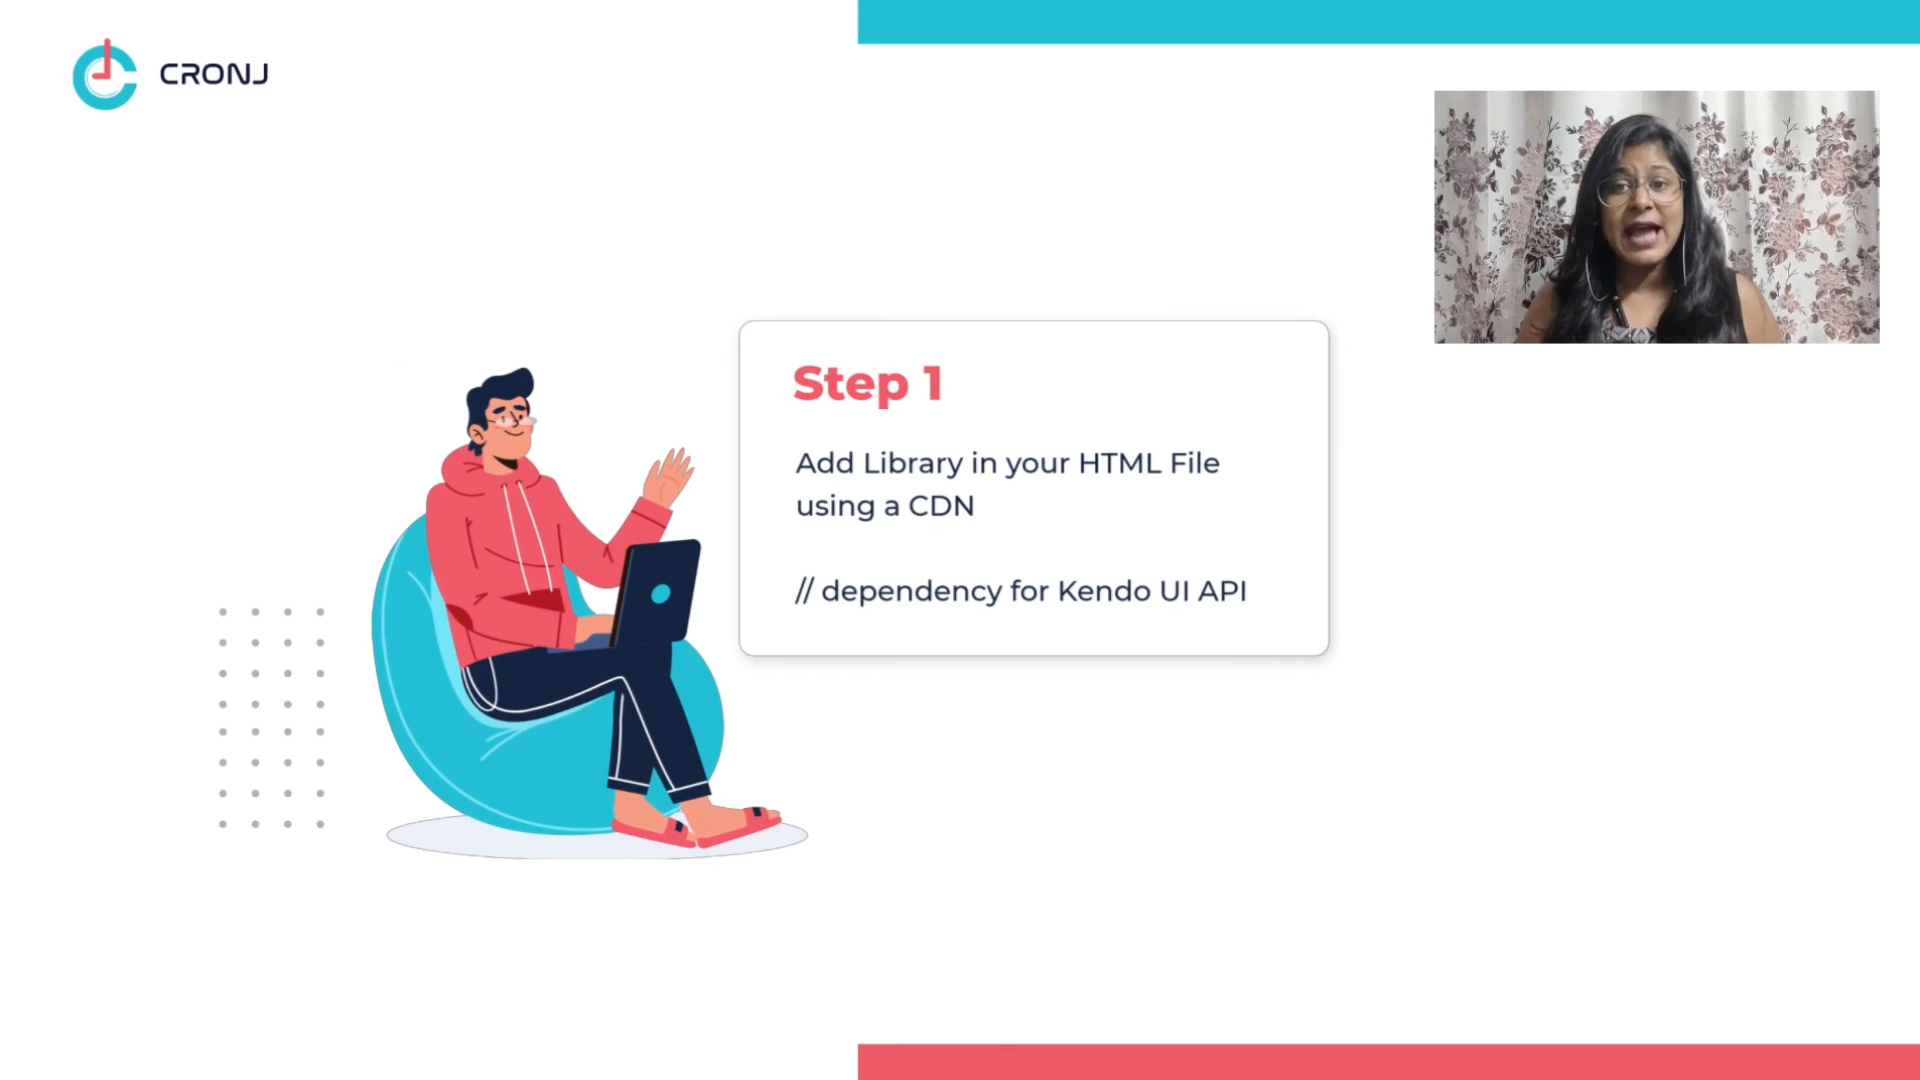 CRONJ
Step 1
Add Library in your HTML File
using a CDN
// dependency for Kendo UI API